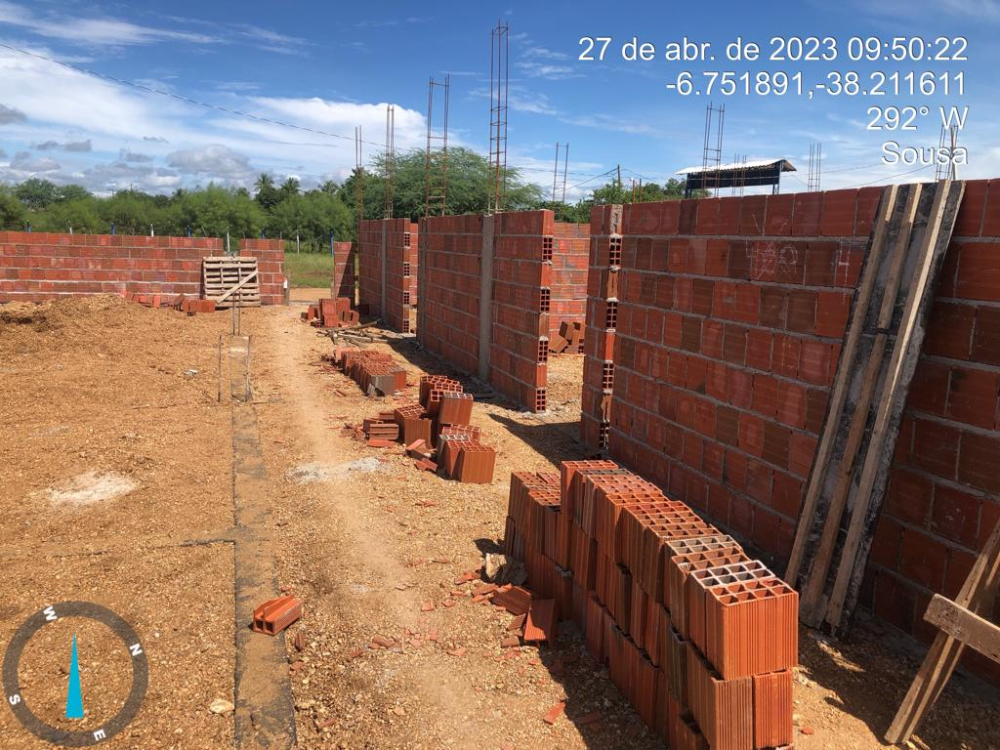 27 de abr. de 2023 09:50:22
-6.751891,-38.211611
292° W
Sousa
W
N
S
E